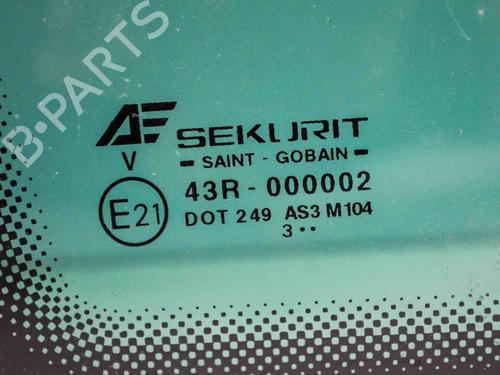 B-PARTS
AF SEKURIT
V - SAINT - GOBAIN -
E21 43R - 000002
DOT 249 AS3 M104
3··